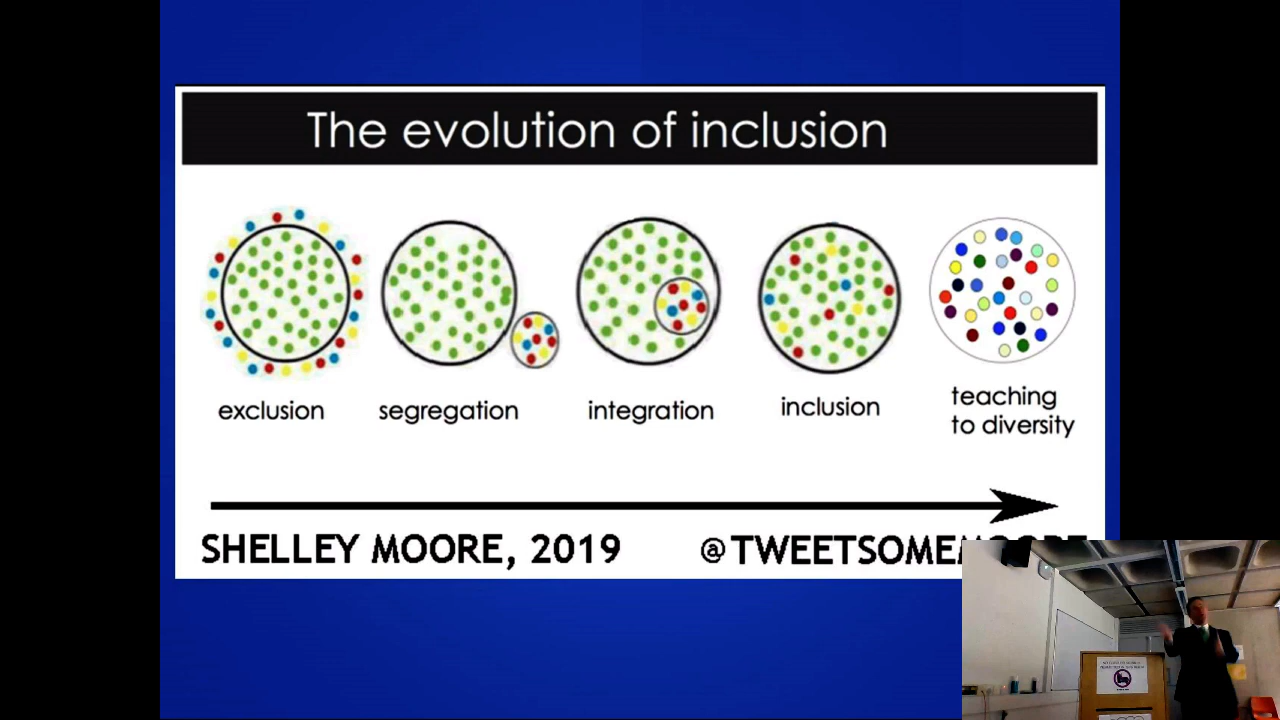 The evolution of inclusion
exclusion
segregation
integration
inclusion
teaching
to diversity
SHELLEY MOORE, 2019